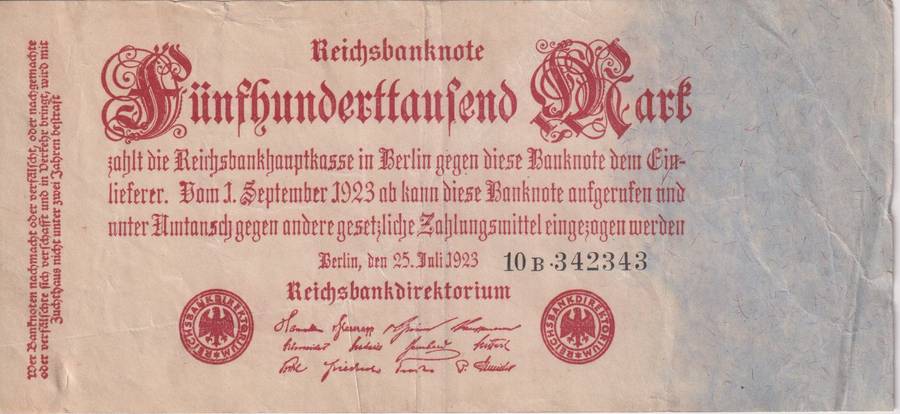 Reichsbanknote
Fünfhunderttausend Mark
zahlt die Reichsbankhauptkasse in Berlin gegen diese Banknote dem Ein-
lieferer. Vom 1. September 1923 ab kann diese Banknote aufgerufen und
unter Umtausch gegen andere gesetzliche Zahlungsmittel eingezogen werden
Berlin, den 25. Juli 1923
10 B·342343
Reichsbankdirektorium
REICHSBANKDIREKTORIUM
REICHSBANKDIREKTORIUM
Wer Banknoten nachmacht oder verfälscht, oder nachgemachte
oder verfälschte sich verschafft und in Verkehr bringt, wird mit
Zuchthaus nicht unter zwei Jahren bestraft